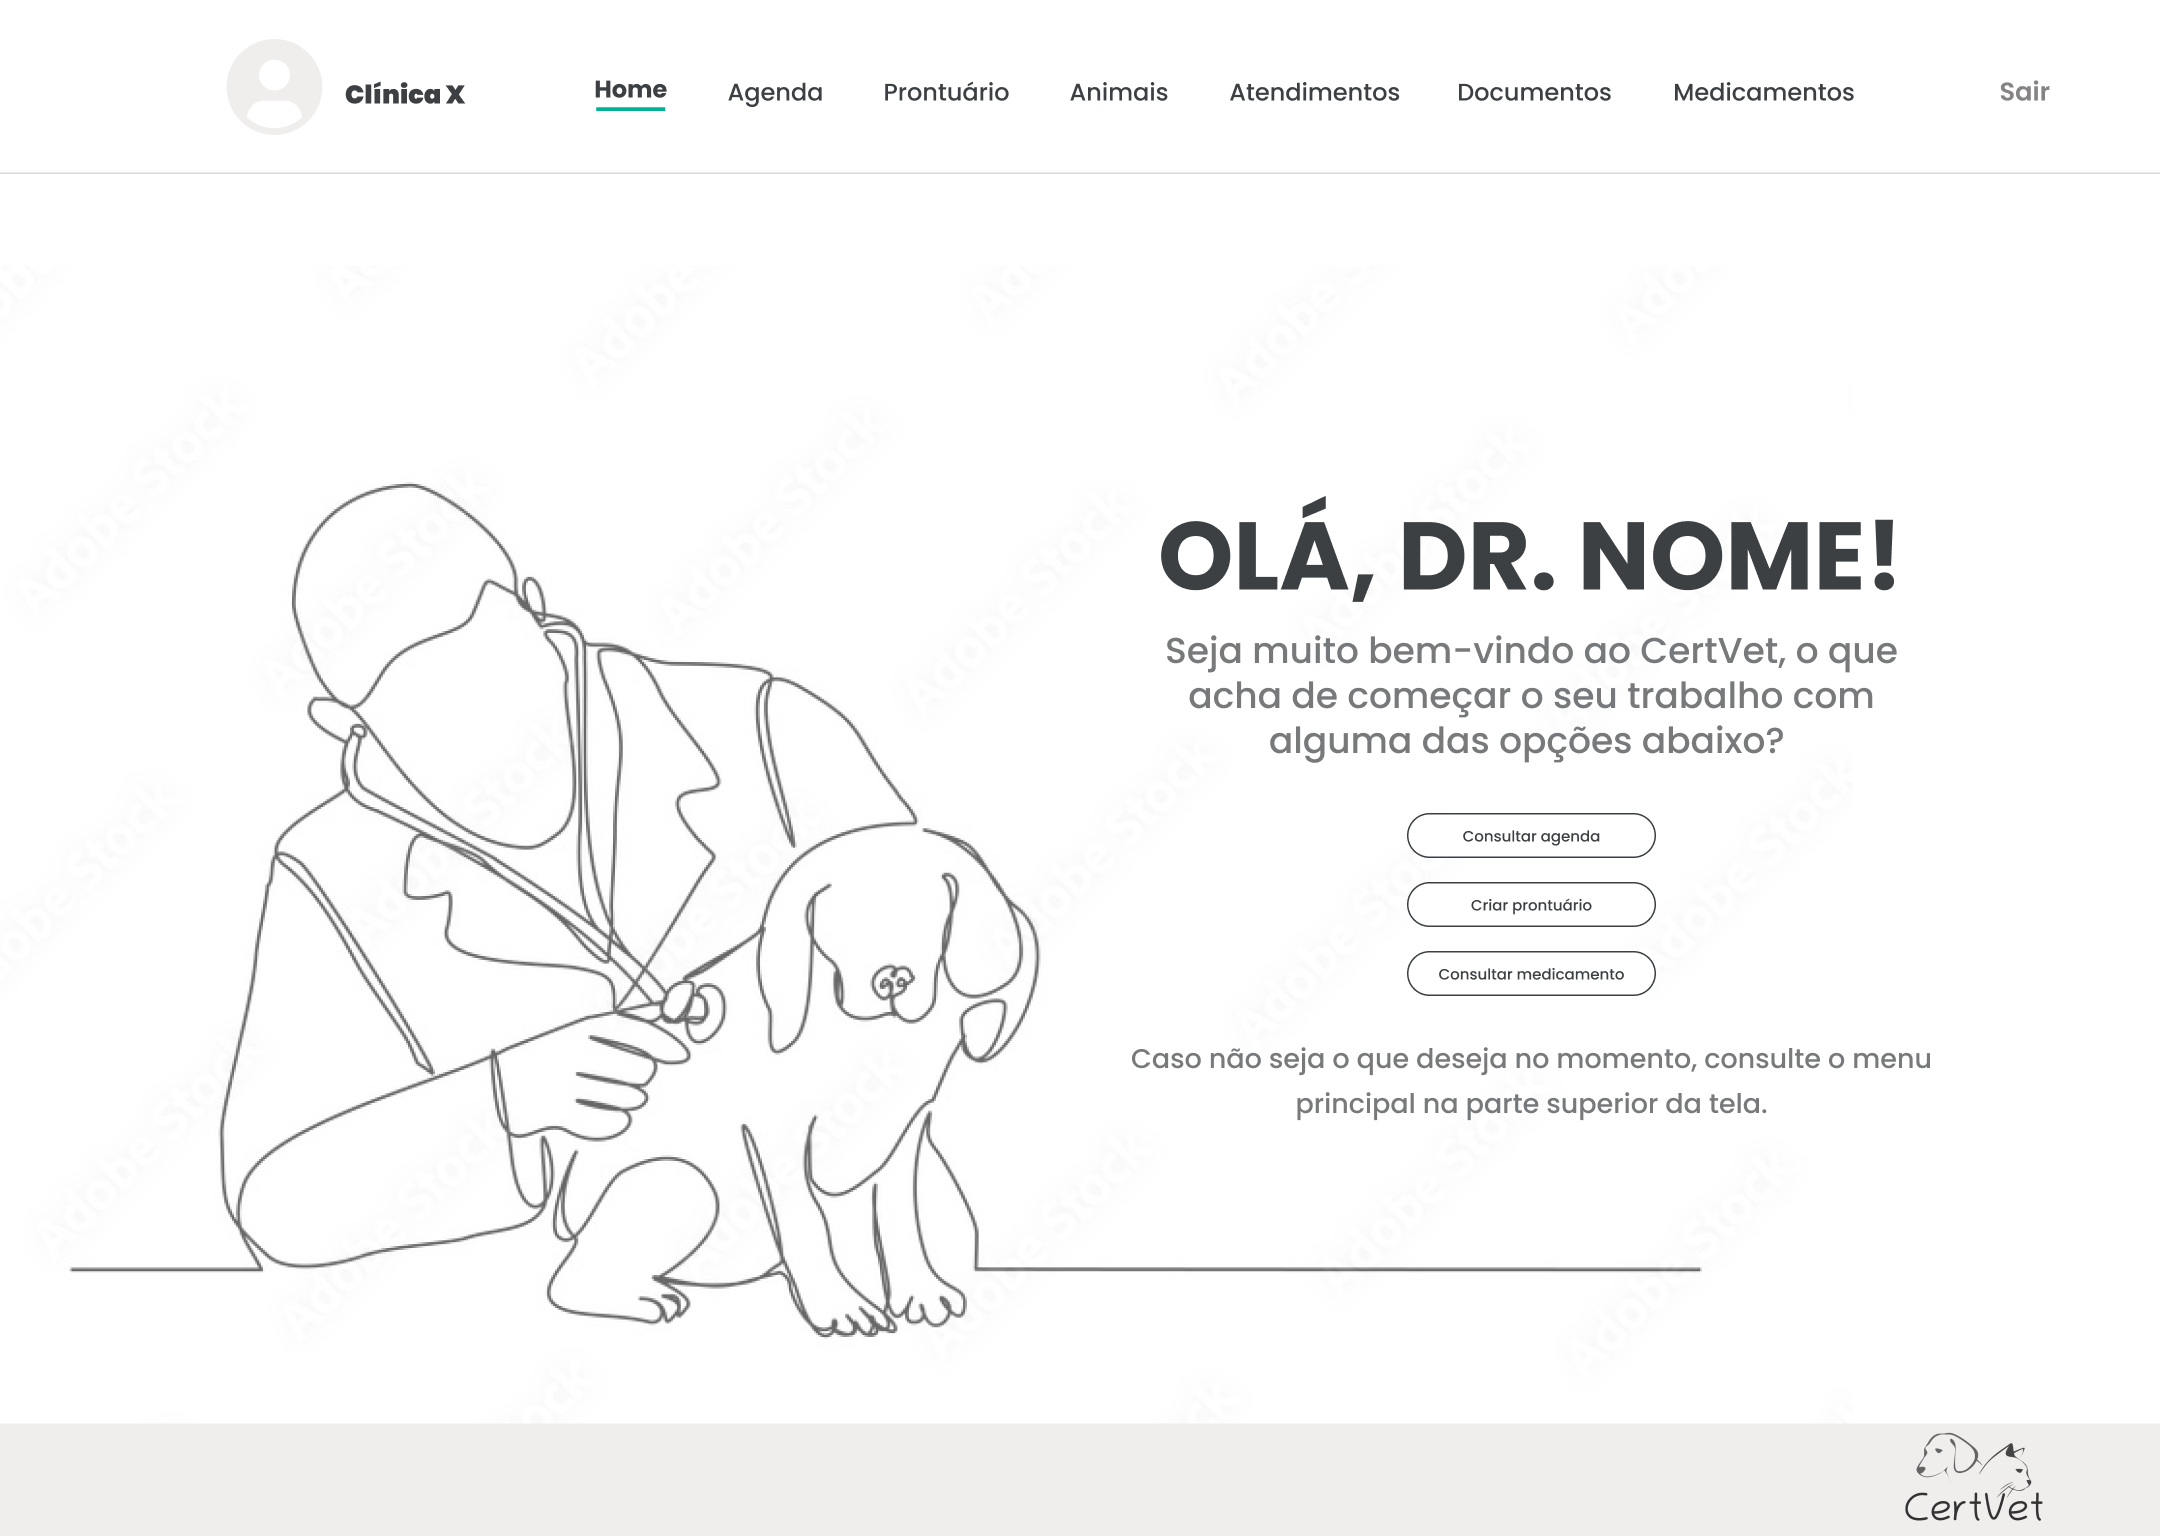 Clínica X
Home
Agenda
Prontuário
Animais
Atendimentos
Documentos
Medicamentos
Sair
OLÁ, DR. NOME!
Seja muito bem-vindo ao CertVet, o que
acha de começar o seu trabalho com
alguma das opções abaixo?
Consultar agenda
Criar prontuário
Consultar medicamento
Caso não seja o que deseja no momento, consulte o menu
principal na parte superior da tela.
Adobe Stock
CertVet